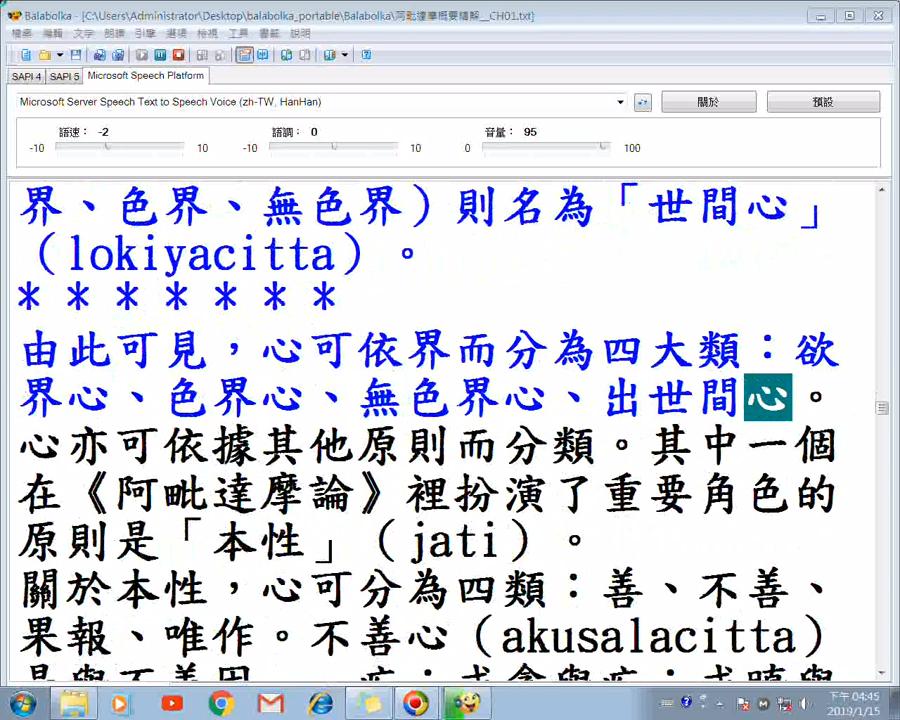 Balabolka - [C:\Users\Administrator\Desktop\balabolka_portable\Balabolka\阿毗達摩概要精解__CH01.txt]
檔案 編輯 文字 朗讀 引擎 選項 檢視 工具 書籤 說明
SAPI 4 SAPI 5 Microsoft Speech Platform
Microsoft Server Speech Text to Speech Voice (zh-TW, HanHan) 關於 預設
語速： -2 語調： 0 音量： 95
-10 10 -10 10 0 100
界、色界、無色界）則名為「世間心」
（lokiyacitta）。
＊＊＊＊＊＊＊
由此可見，心可依界而分為四大類：欲
界心、色界心、無色界心、出世間心。
心亦可依據其他原則而分類。其中一個
在《阿毗達摩論》裡扮演了重要角色的
原則是「本性」（jati）。
關於本性，心可分為四類：善、不善、
果報、唯作。不善心（akusalacitta）
下午 04:45
2019/1/15